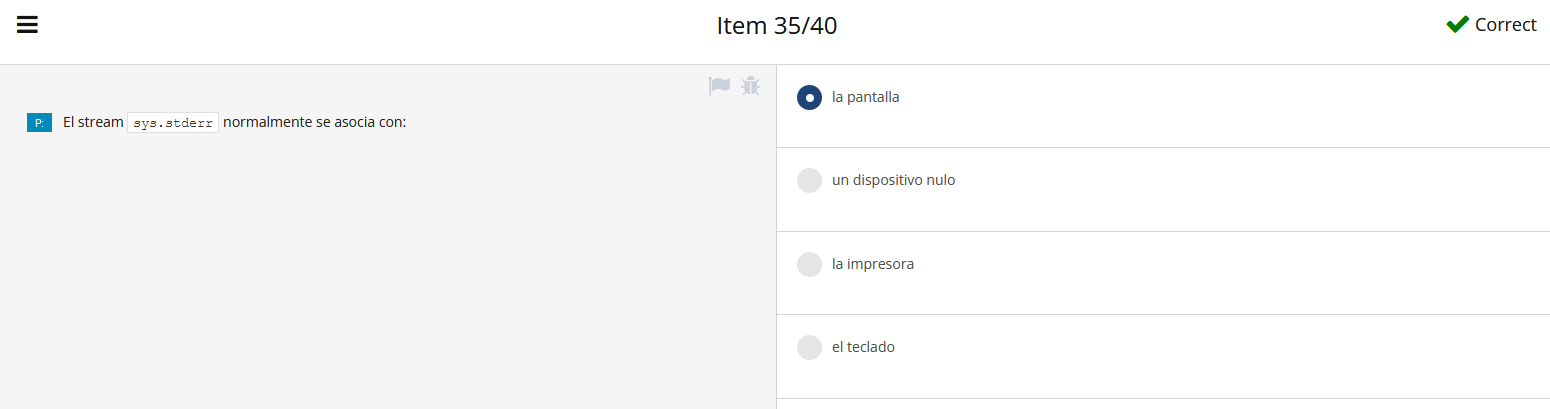 Item 35/40
Correct
P: El stream sys.stderr normalmente se asocia con:
la pantalla
un dispositivo nulo
la impresora
el teclado